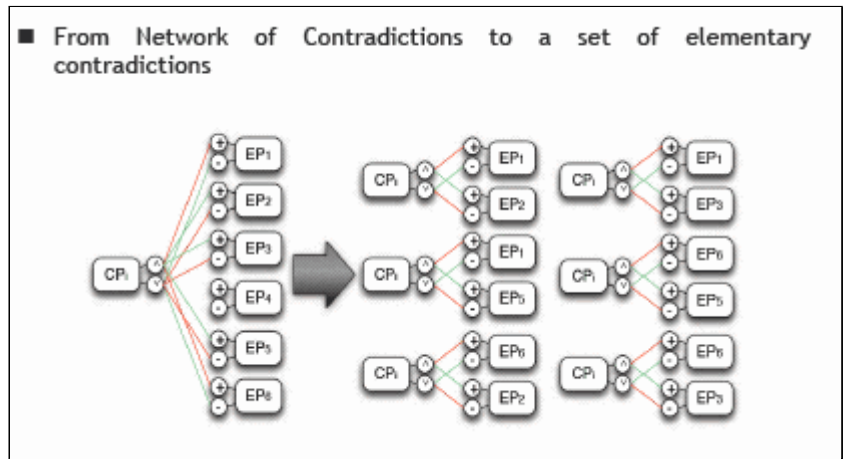 ■ From Network of Contradictions to a set of elementary
contradictions
+
-
EP1
+
-
EP2
+
-
EP3
+
-
EP4
+
-
EP5
+
-
EP6
CPi
^
v
CPi
^
v
+
-
EP1
+
-
EP2
CPi
^
v
+
-
EP1
+
-
EP3
CPi
^
v
+
-
EP1
+
-
EP5
CPi
^
v
+
-
EP6
+
-
EP5
CPi
^
v
+
-
EP6
+
-
EP2
CPi
^
v
+
-
EP6
+
-
EP3